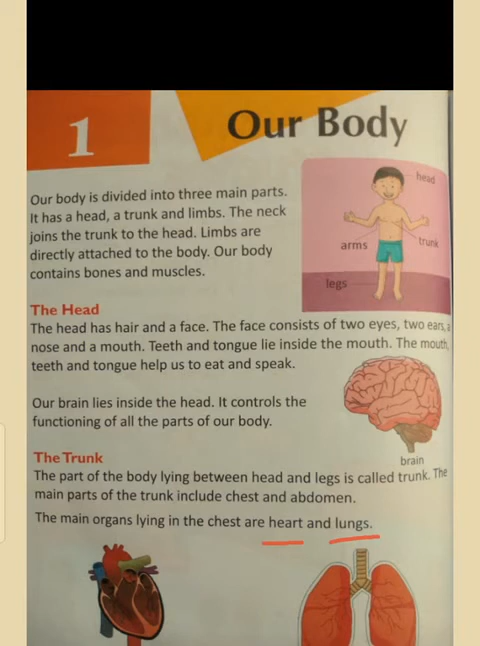 1
Our Body
Our body is divided into three main parts.
It has a head, a trunk and limbs. The neck
joins the trunk to the head. Limbs are
directly attached to the body. Our body
contains bones and muscles.
head
arms
trunk
legs
The Head
The head has hair and a face. The face consists of two eyes, two ears, a
nose and a mouth. Teeth and tongue lie inside the mouth. The mouth,
teeth and tongue help us to eat and speak.
Our brain lies inside the head. It controls the
functioning of all the parts of our body.
brain
The Trunk
The part of the body lying between head and legs is called trunk. The
main parts of the trunk include chest and abdomen.
The main organs lying in the chest are heart and lungs.